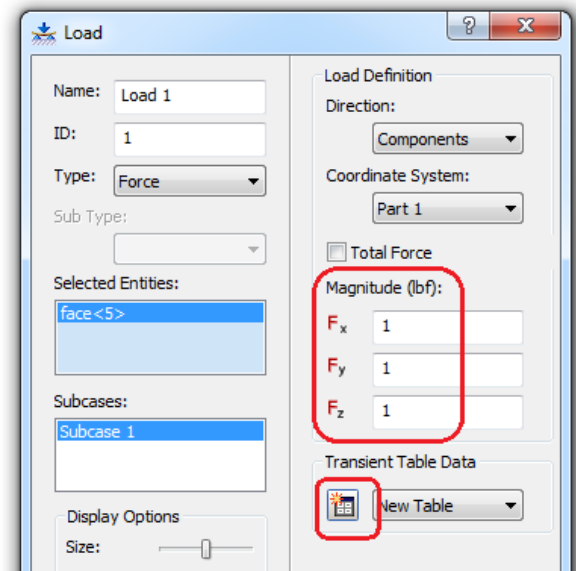 Load
?
X
Name: Load 1
ID: 1
Type: Force
Sub Type:
Selected Entities:
face<5>
Subcases:
Subcase 1
Display Options
Size:
Load Definition
Direction:
Components
Coordinate System:
Part 1
Total Force
Magnitude (lbf):
Fx 1
Fy 1
Fz 1
Transient Table Data
New Table